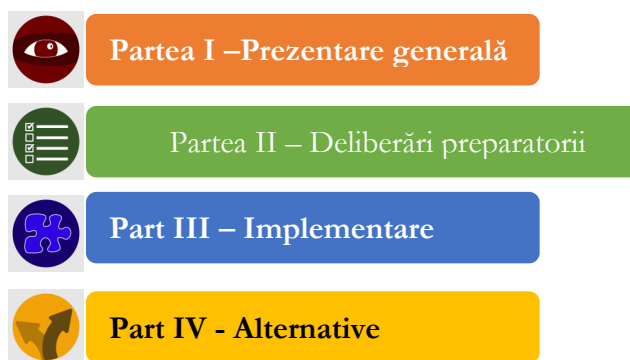 Partea I –Prezentare generală
Partea II – Deliberări preparatorii
Part III – Implementare
Part IV - Alternative